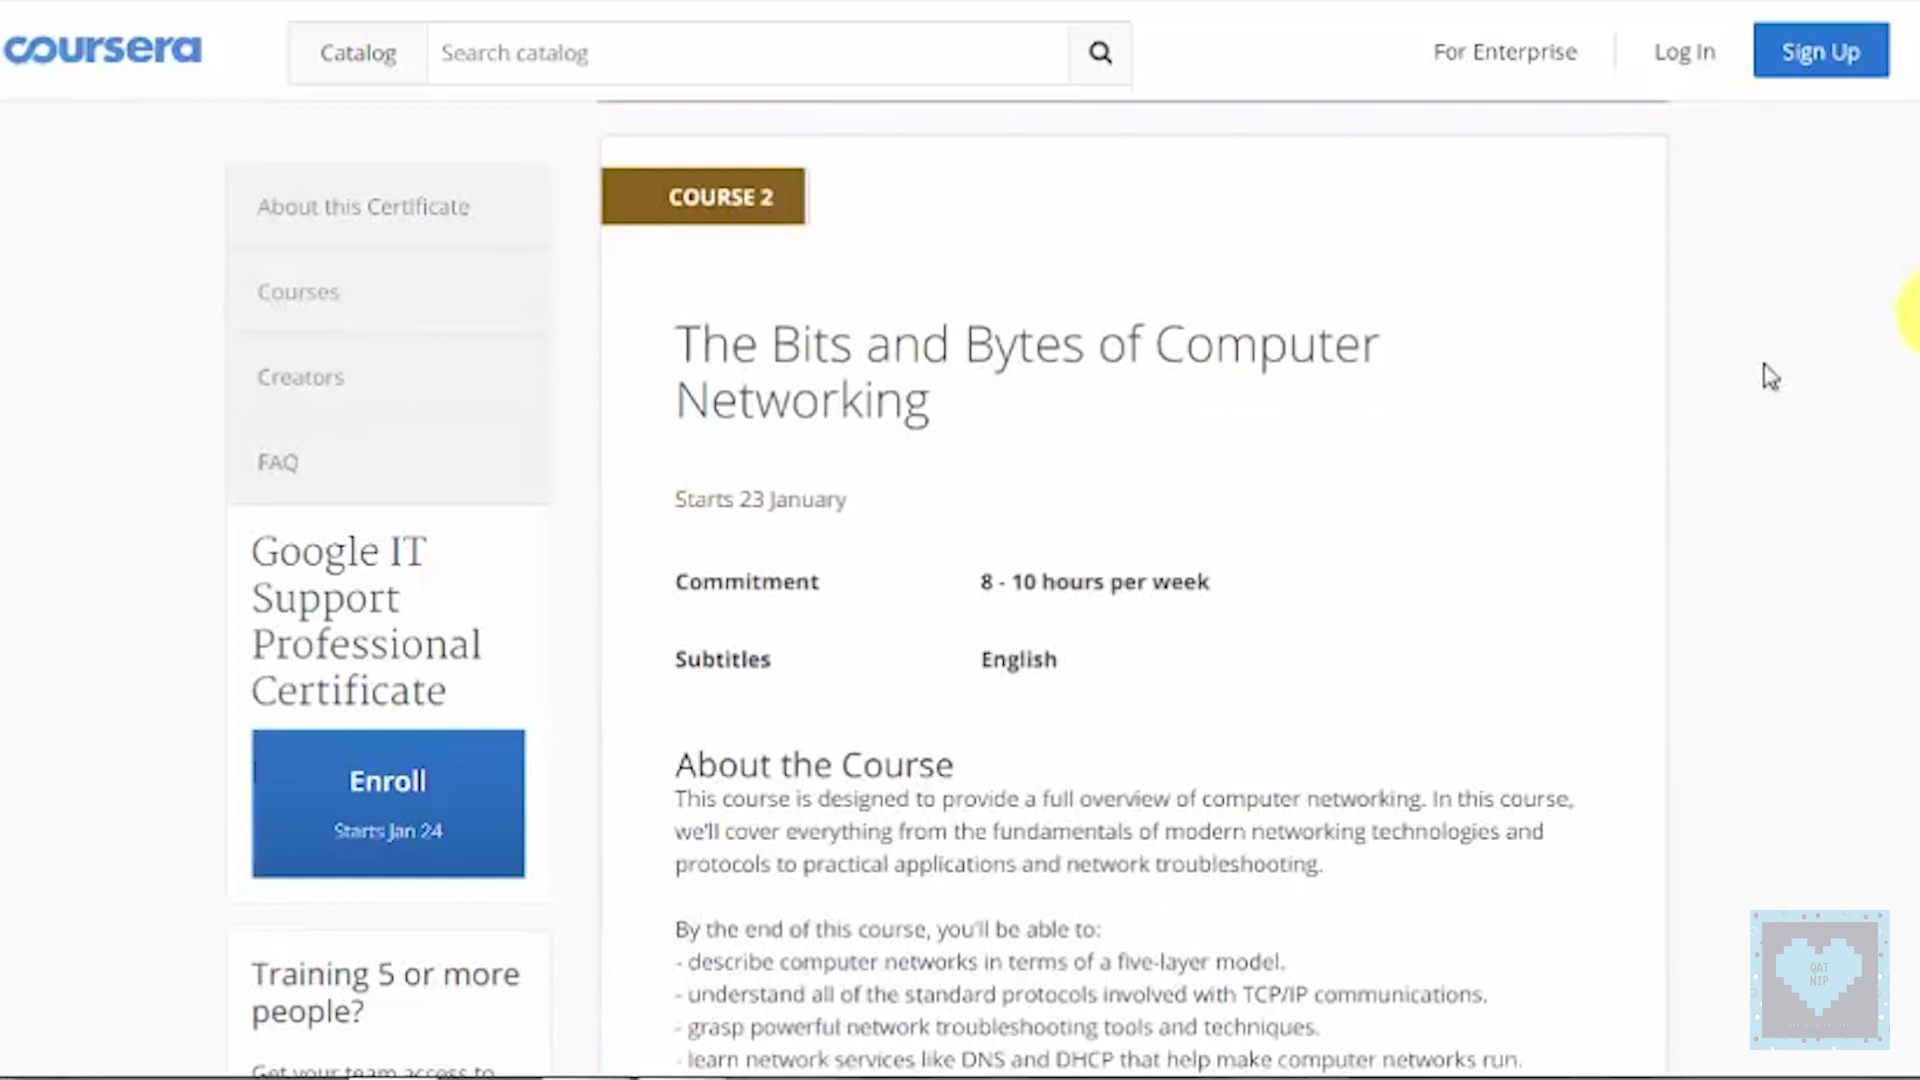 coursera
Catalog
Search catalog
For Enterprise
Log In
Sign Up
About this Certificate
Courses
Creators
FAQ
Google IT
Support
Professional
Certificate
Enroll
Starts Jan 24
Training 5 or more
people?
Get your team access to
COURSE 2
The Bits and Bytes of Computer
Networking
Starts 23 January
Commitment 8 - 10 hours per week
Subtitles English
About the Course
This course is designed to provide a full overview of computer networking. In this course,
we'll cover everything from the fundamentals of modern networking technologies and
protocols to practical applications and network troubleshooting.
By the end of this course, you'll be able to:
- describe computer networks in terms of a five-layer model.
- understand all of the standard protocols involved with TCP/IP communications.
- grasp powerful network troubleshooting tools and techniques.
- learn network services like DNS and DHCP that help make computer networks run.
QAT
NIP